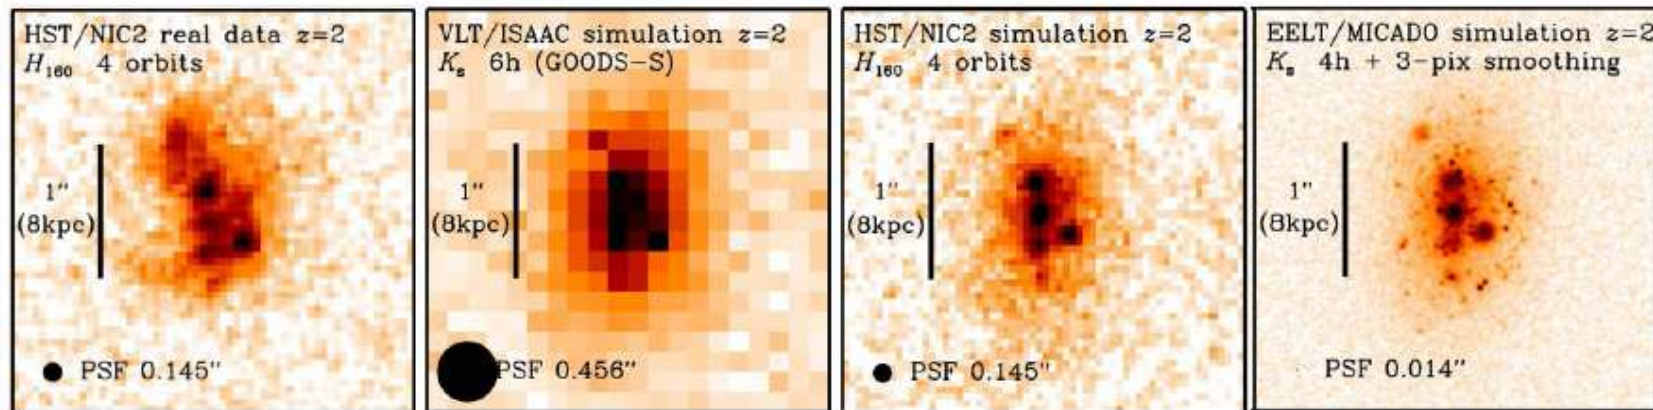 HST/NIC2 real data z=2
H₁₆₀ 4 orbits
1"
(8kpc)
PSF 0.145"
VLT/ISAAC simulation z=2
Kₛ 6h (GOODS-S)
1"
(8kpc)
PSF 0.456"
HST/NIC2 simulation z=2
H₁₆₀ 4 orbits
1"
(8kpc)
PSF 0.145"
EELT/MICADO simulation z=2
Kₛ 4h + 3-pix smoothing
1"
(8kpc)
PSF 0.014"